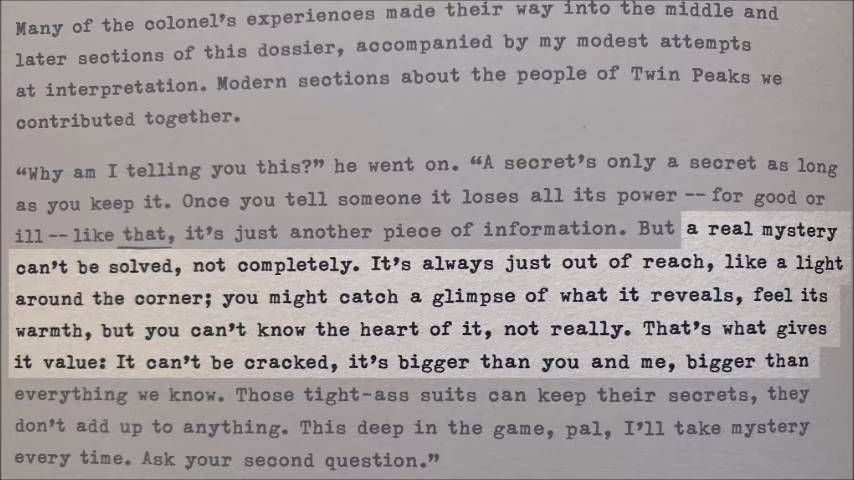 Many of the colonel's experiences made their way into the middle and
later sections of this dossier, accompanied by my modest attempts
at interpretation. Modern sections about the people of Twin Peaks we
contributed together.
“Why am I telling you this?” he went on. “A secret's only a secret as long
as you keep it. Once you tell someone it loses all its power -- for good or
ill -- like that, it's just another piece of information. But a real mystery
can't be solved, not completely. It's always just out of reach, like a light
around the corner; you might catch a glimpse of what it reveals, feel its
warmth, but you can't know the heart of it, not really. That's what gives
it value: It can't be cracked, it's bigger than you and me, bigger than
everything we know. Those tight-ass suits can keep their secrets, they
don't add up to anything. This deep in the game, pal, I'll take mystery
every time. Ask your second question.”